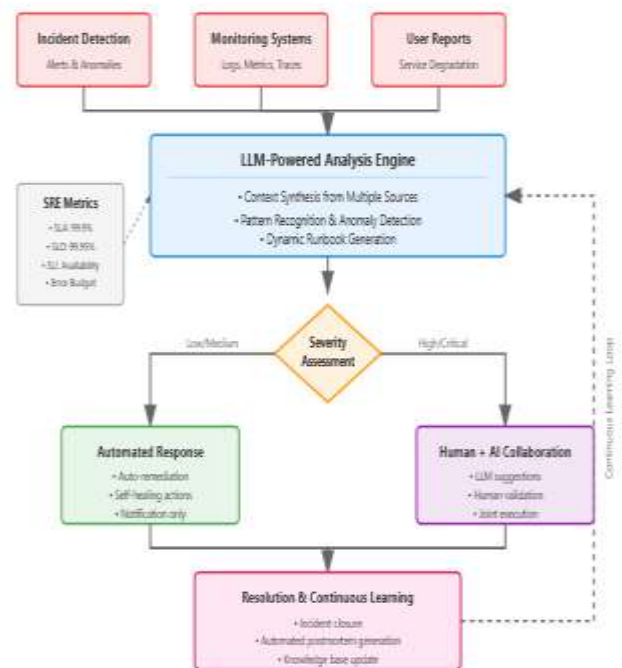 Incident Detection
Alerts & Anomalies
Monitoring Systems
Logs, Metrics, Traces
User Reports
Service Degradation
LLM-Powered Analysis Engine
• Context Synthesis from Multiple Sources
• Pattern Recognition & Anomaly Detection
• Dynamic Runbook Generation
SRE Metrics
• SLA: 99.9%
• SLO: 99.95%
• SLI: Availability
• Error Budget
Severity
Assessment
Low/Medium
High/Critical
Automated Response
• Auto-remediation
• Self-healing actions
• Notification only
Human + AI Collaboration
• LLM suggestions
• Human validation
• Joint execution
Continuous Learning Loop
Resolution & Continuous Learning
• Incident closure
• Automated postmortem generation
• Knowledge base update